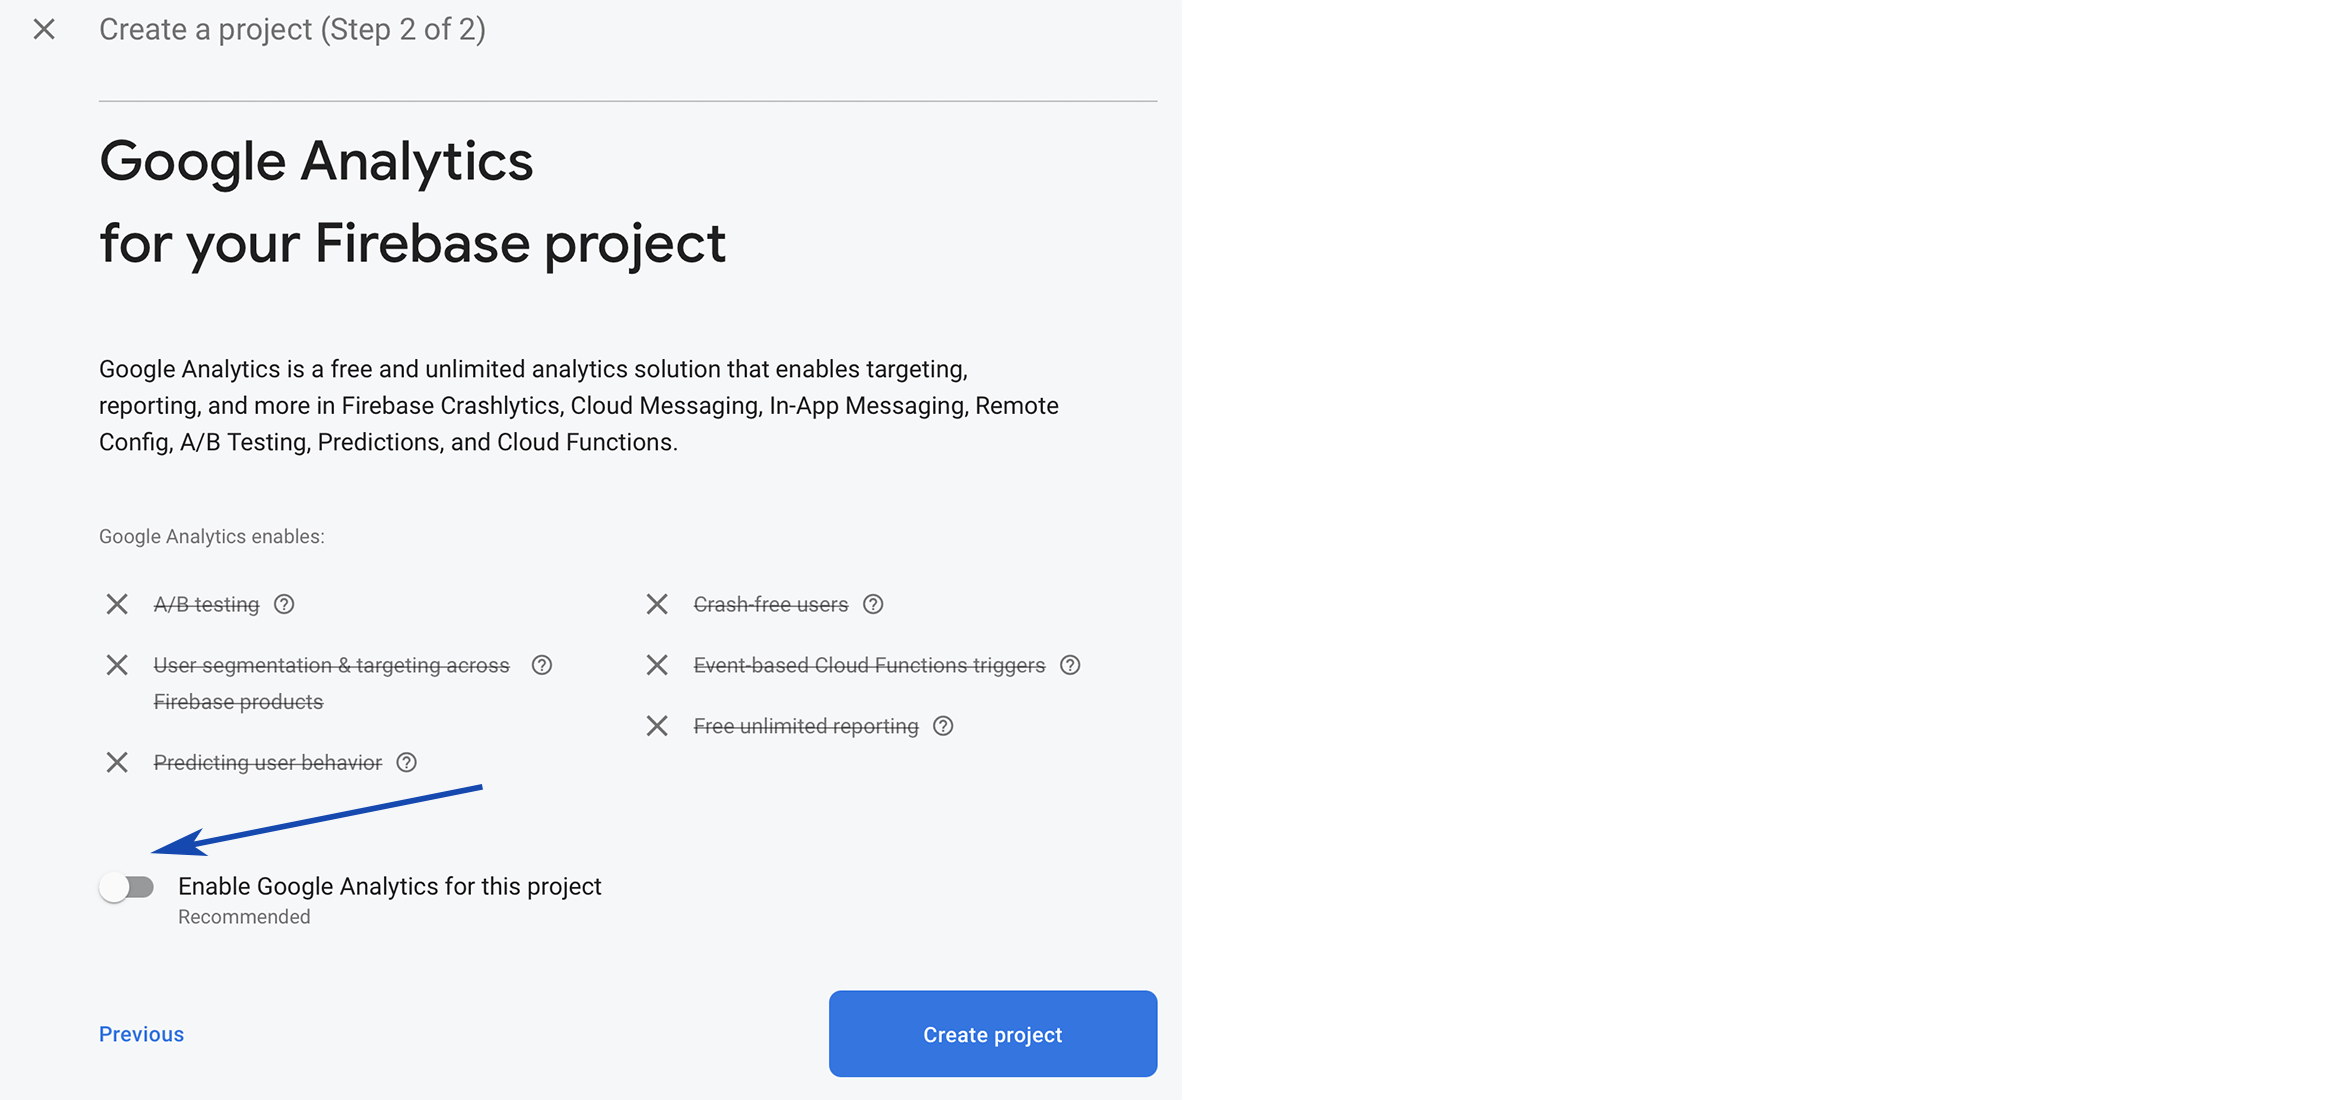 Create a project (Step 2 of 2)
Google Analytics
for your Firebase project
Google Analytics is a free and unlimited analytics solution that enables targeting,
reporting, and more in Firebase Crashlytics, Cloud Messaging, In-App Messaging, Remote
Config, A/B Testing, Predictions, and Cloud Functions.
Google Analytics enables:
A/B testing
User segmentation & targeting across
Firebase products
Predicting user behavior
Crash-free users
Event-based Cloud Functions triggers
Free unlimited reporting
Enable Google Analytics for this project
Recommended
Previous
Create project